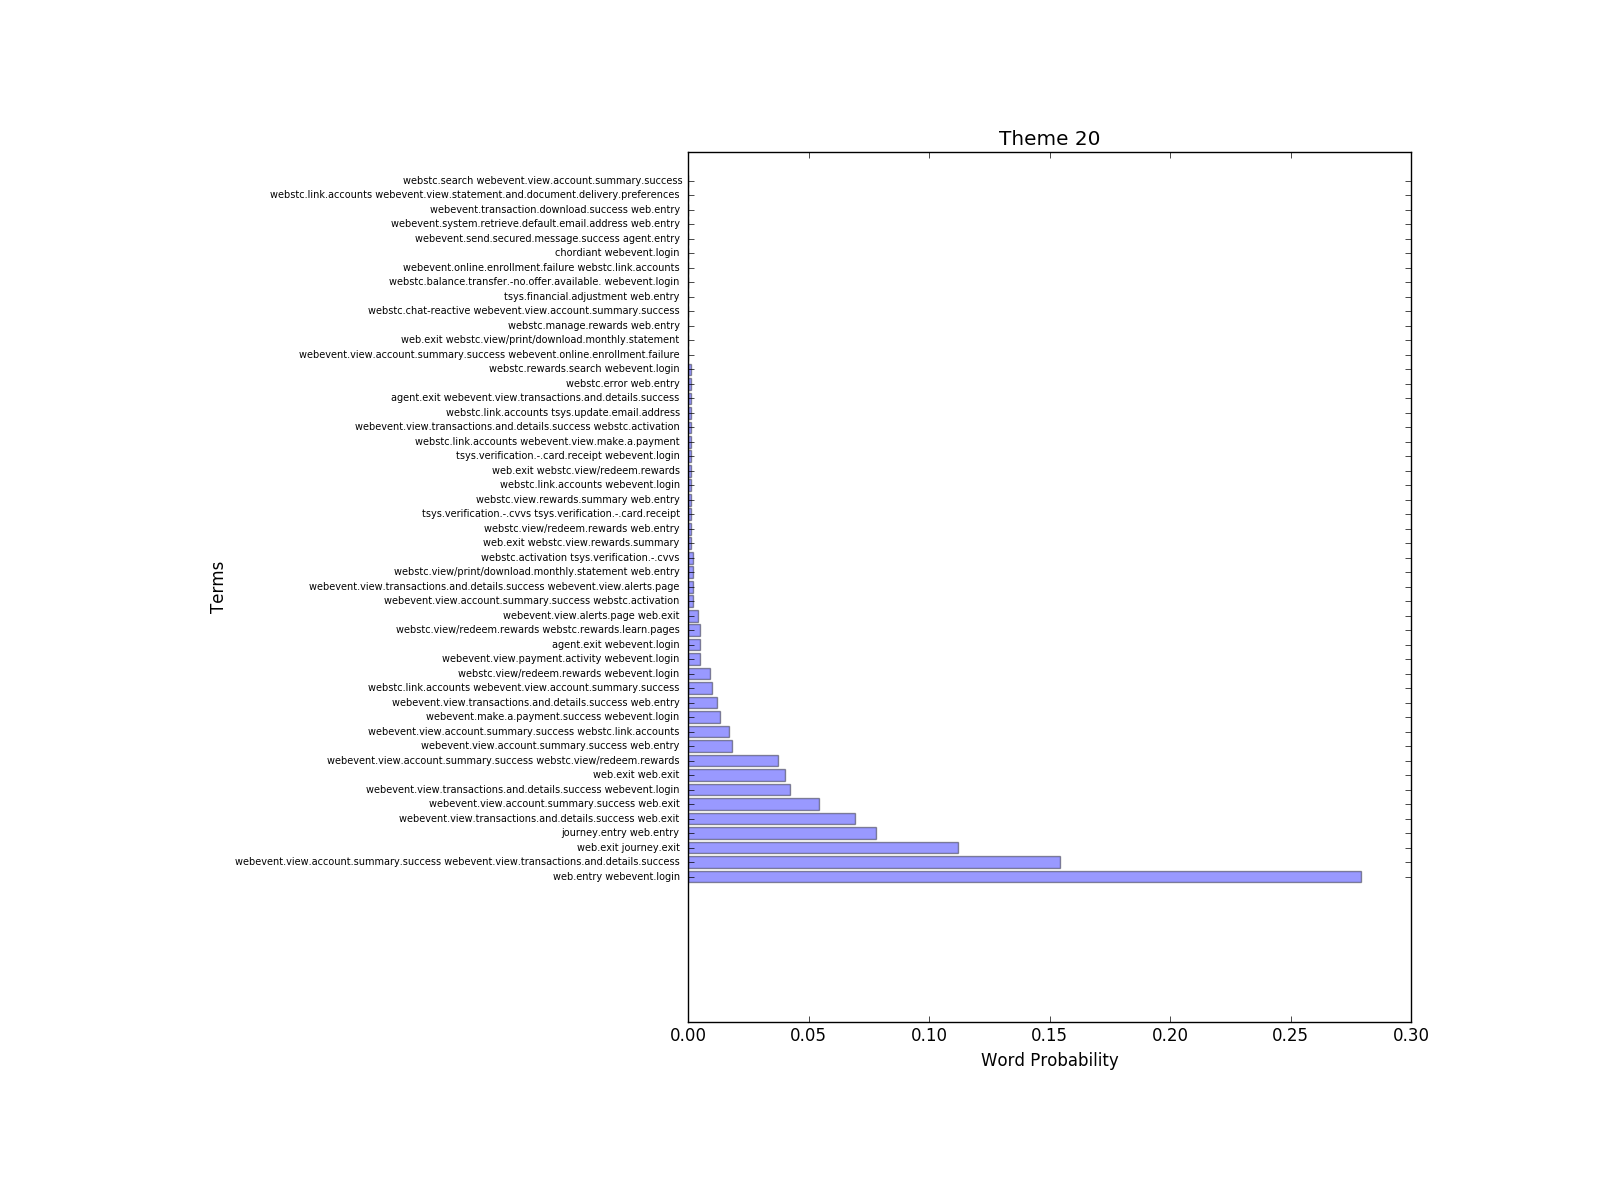 Theme 20
webstc.search webevent.view.account.summary.success
webstc.link.accounts webevent.view.statement.and.document.delivery.preferences
webevent.transaction.download.success web.entry
webevent.system.retrieve.default.email.address web.entry
webevent.send.secured.message.success agent.entry
chordiant webevent.login
webevent.online.enrollment.failure webstc.link.accounts
webstc.balance.transfer.-no.offer.available. webevent.login
tsys.financial.adjustment web.entry
webstc.chat-reactive webevent.view.account.summary.success
webstc.manage.rewards web.entry
web.exit webstc.view/print/download.monthly.statement
webevent.view.account.summary.success webevent.online.enrollment.failure
webstc.rewards.search webevent.login
webstc.error web.entry
agent.exit webevent.view.transactions.and.details.success
webstc.link.accounts tsys.update.email.address
webevent.view.transactions.and.details.success webstc.activation
webstc.link.accounts webevent.view.make.a.payment
tsys.verification.-.card.receipt webevent.login
web.exit webstc.view/redeem.rewards
webstc.link.accounts webevent.login
webstc.view.rewards.summary web.entry
tsys.verification.-.cvvs tsys.verification.-.card.receipt
webstc.view/redeem.rewards web.entry
web.exit webstc.view.rewards.summary
webstc.activation tsys.verification.-.cvvs
webstc.view/print/download.monthly.statement web.entry
webevent.view.transactions.and.details.success webevent.view.alerts.page
webevent.view.account.summary.success webstc.activation
webevent.view.alerts.page web.exit
webstc.view/redeem.rewards webstc.rewards.learn.pages
agent.exit webevent.login
webevent.view.payment.activity webevent.login
webstc.view/redeem.rewards webevent.login
webstc.link.accounts webevent.view.account.summary.success
webevent.view.transactions.and.details.success web.entry
webevent.make.a.payment.success webevent.login
webevent.view.account.summary.success webstc.link.accounts
webevent.view.account.summary.success web.entry
webevent.view.account.summary.success webstc.view/redeem.rewards
web.exit web.exit
webevent.view.transactions.and.details.success webevent.login
webevent.view.account.summary.success web.exit
webevent.view.transactions.and.details.success web.exit
journey.entry web.entry
web.exit journey.exit
webevent.view.account.summary.success webevent.view.transactions.and.details.success
web.entry webevent.login
Terms
0.00 0.05 0.10 0.15 0.20 0.25 0.30
Word Probability